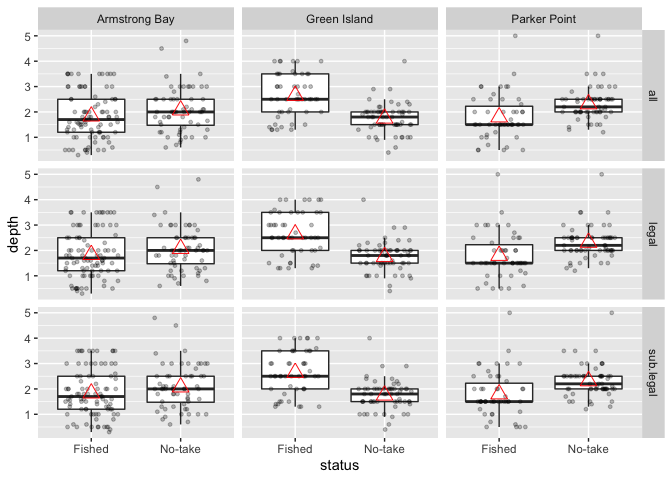 Armstrong Bay Green Island Parker Point
5
4
3
2
1
all
5
4
3
2
1
legal
5
4
3
2
1
sub.legal
depth
Fished No-take Fished No-take Fished No-take
status